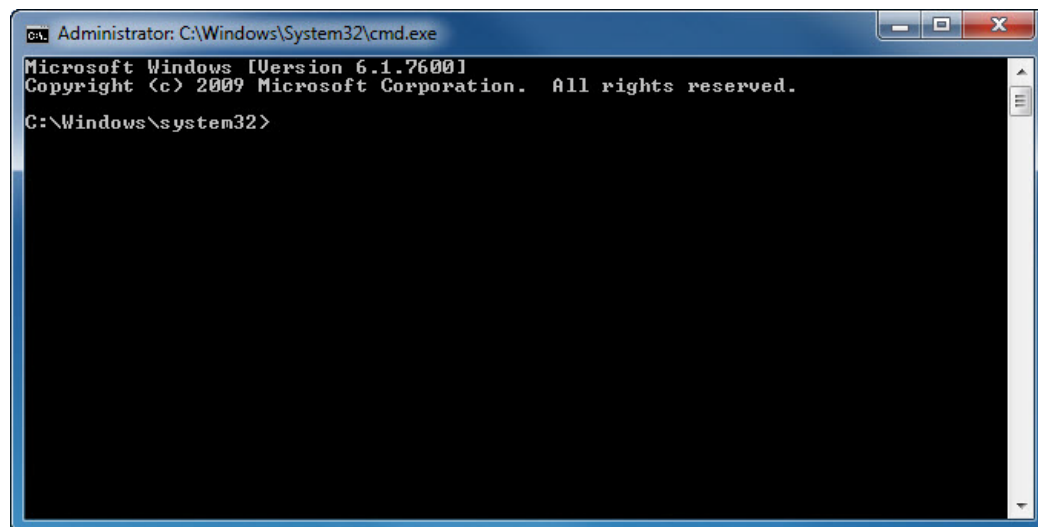 Administrator: C:\Windows\System32\cmd.exe
Microsoft Windows [Version 6.1.7600]
Copyright (c) 2009 Microsoft Corporation.  All rights reserved.
C:\Windows\system32>